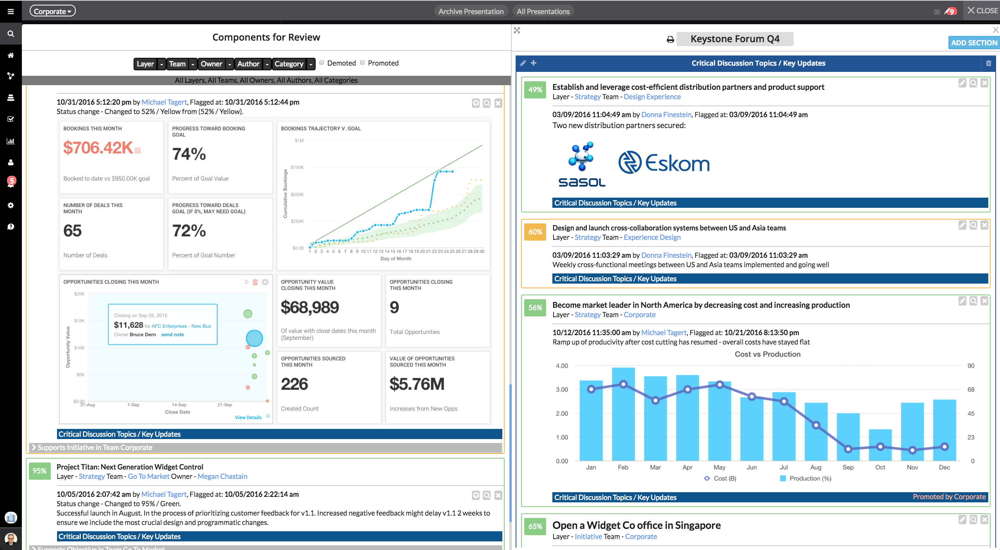 Corporate
Archive Presentation
All Presentations
9
CLOSE
5
Components for Review
Layer
Team
Owner
Author
Category
Demoted
Promoted
All Layers, All Teams, All Owners, All Authors, All Categories
10/31/2016 5:12:20 pm by Michael Tagert, Flagged at: 10/31/2016 5:12:44 pm
Status change - Changed to 52% / Yellow from (52% / Yellow).
BOOKINGS THIS MONTH
$706.42K
Booked to date vs $950.00K goal
PROGRESS TOWARD BOOKING
GOAL
74%
Percent of Goal Value
BOOKINGS TRAJECTORY V. GOAL
$1M
$750K
$500K
$250K
$0.00
Cumulative Bookings
1 2 3 4 5 6 7 8 9 10 11 12 13 14 15 16 17 18 19 20 21 22 23 24 25 26 27 28 29 30
Day of Month
NUMBER OF DEALS THIS
MONTH
65
Number of Deals
PROGRESS TOWARD DEALS
GOAL (IF 0%, MAY NEED GOAL)
72%
Percent of Goal Number
OPPORTUNITIES CLOSING THIS MONTH
$20K
$15K
$10K
$5K
$0.00
Opportunity Value
Closing on Sep 26, 2015
$11,628 for AFC Enterprises - New Bus
Owner Bruce Dern send note
31-Aug 7-Sep 14-Sep 21-Sep
Close Date
View Details
OPPORTUNITY VALUE
CLOSING THIS MONTH
$68,989
Of value with close dates this month
(September)
OPPORTUNITIES CLOSING
THIS MONTH
9
Total Opportunities
OPPORTUNITIES SOURCED
THIS MONTH
226
Created Count
VALUE OF OPPORTUNITIES
SOURCED THIS MONTH
$5.76M
Increases from New Opps
Critical Discussion Topics / Key Updates
Supports Initiative in Team Corporate
95%
Project Titan: Next Generation Widget Control
Layer - Strategy Team - Go To Market Owner - Megan Chastain
10/05/2016 2:07:42 am by Michael Tagert, Flagged at: 10/05/2016 2:22:14 am
Status change - Changed to 95% / Green.
Successful launch in August. In the process of prioritizing customer feedback for v1.1. Increased negative feedback might delay v1.1 2 weeks to
ensure we include the most crucial design and programmatic changes.
Critical Discussion Topics / Key Updates
Supports Objective in Team Go To Market
X
Keystone Forum Q4
ADD SECTION
Critical Discussion Topics / Key Updates
49%
Establish and leverage cost-efficient distribution partners and product support
Layer - Strategy Team - Design Experience
03/09/2016 11:04:49 am by Donna Finestein, Flagged at: 03/09/2016 11:04:49 am
Two new distribution partners secured:
sasol
Eskom
Critical Discussion Topics / Key Updates
60%
Design and launch cross-collaboration systems between US and Asia teams
Layer - Strategy Team - Experience Design
03/09/2016 11:03:29 am by Donna Finestein, Flagged at: 03/09/2016 11:03:29 am
Weekly cross-functional meetings between US and Asia teams implemented and going well
Critical Discussion Topics / Key Updates
56%
Become market leader in North America by decreasing cost and increasing production
Layer - Strategy Team - Corporate
10/12/2016 11:35:00 am by Michael Tagert, Flagged at: 10/21/2016 8:13:50 pm
Ramp up of producivity after cost cutting has resumed - overall costs have stayed flat
Cost vs Production
4.00 90
3.00 68
2.00 45
1.00 23
0.00 0
Jan Feb Mar Apr May Jun Jul Aug Sep Oct Nov Dec
Cost (B) Production (%)
Critical Discussion Topics / Key Updates
Promoted by Corporate
65%
Open a Widget Co office in Singapore
Layer - Initiative Team - Corporate